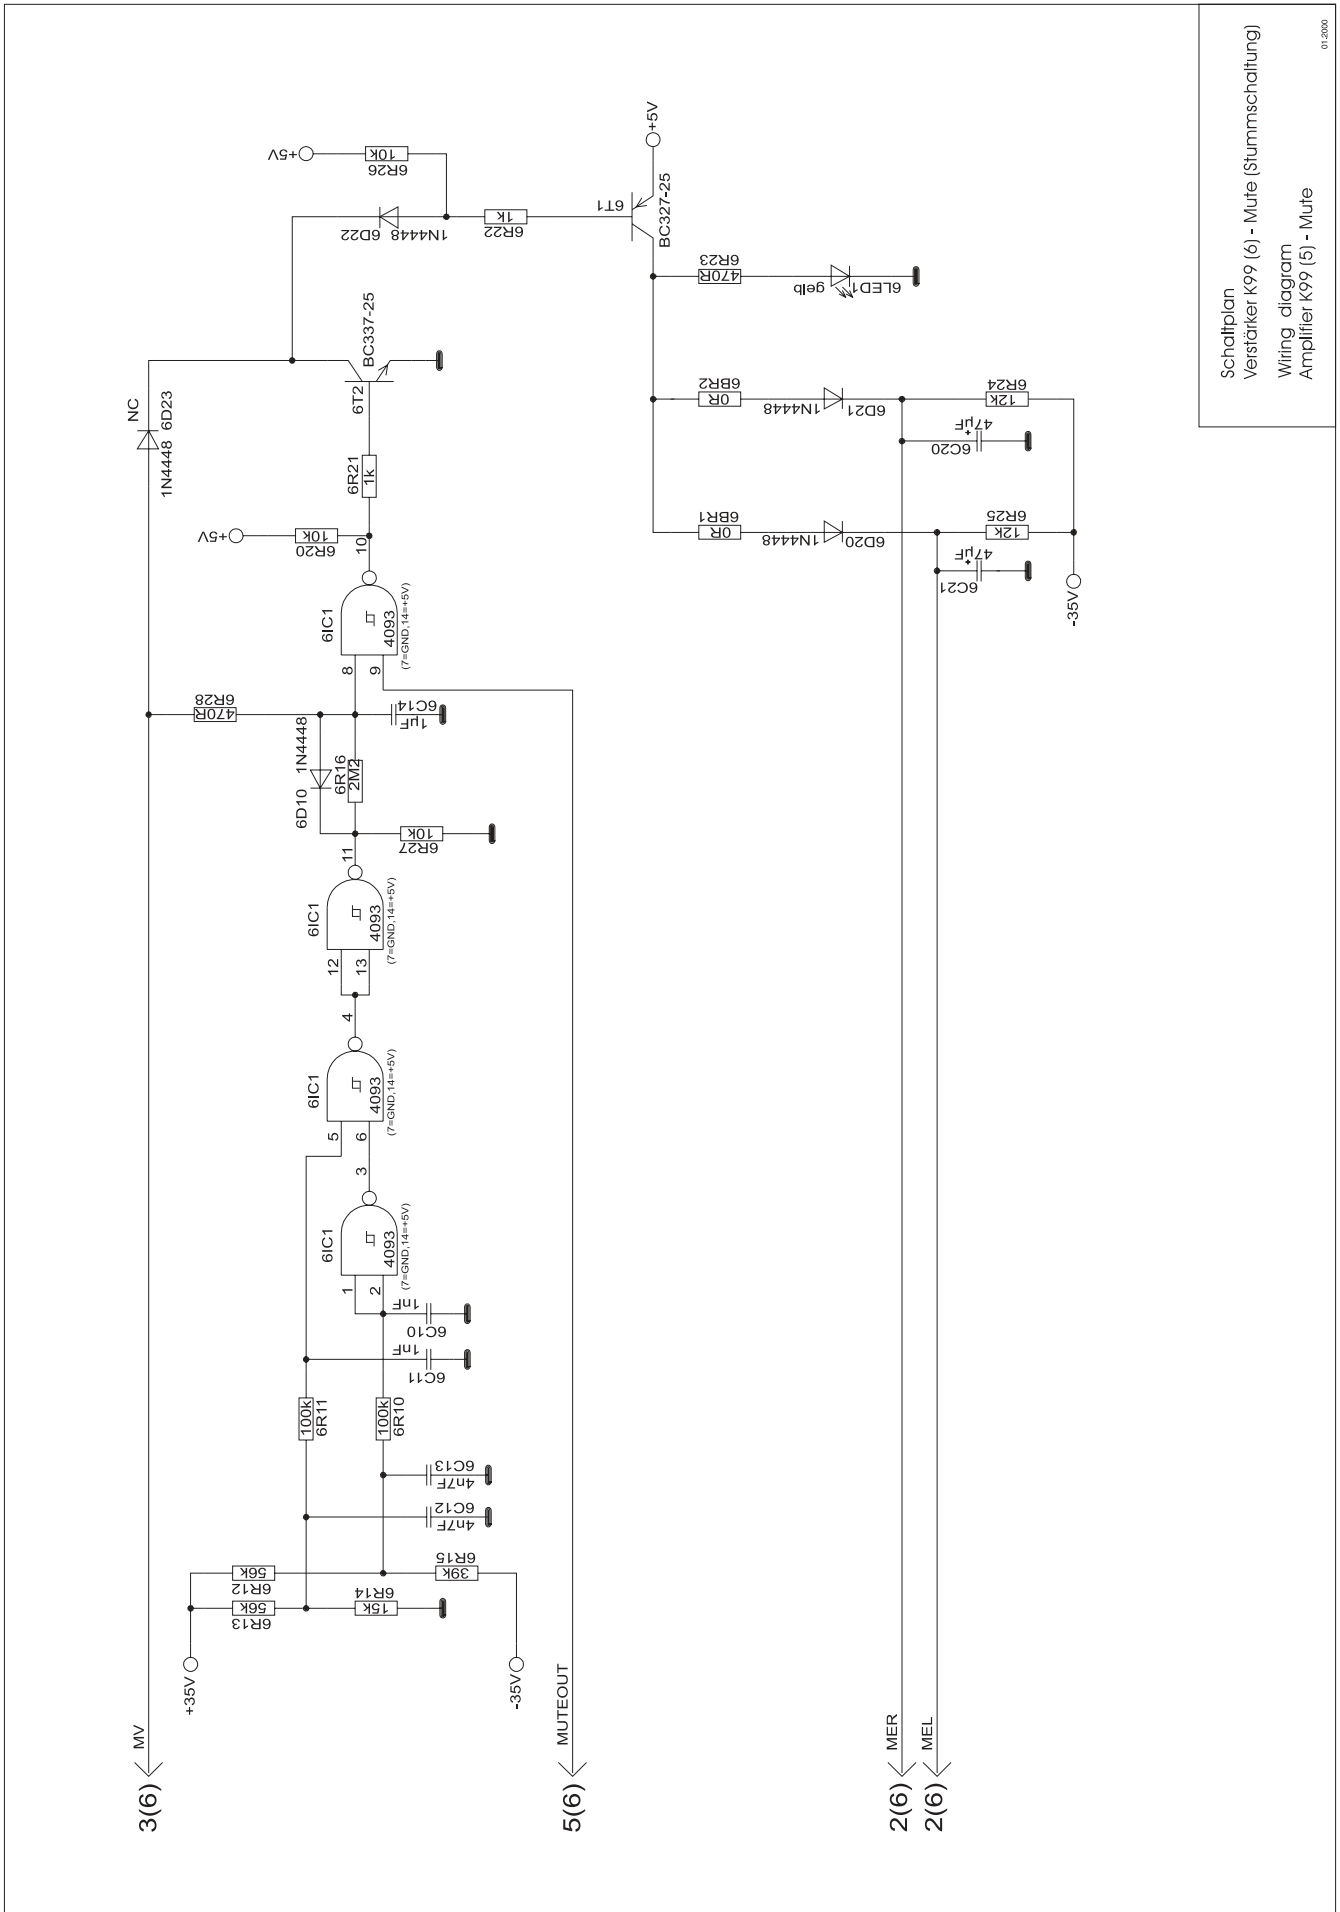 Schaltplan
Verstärker K99 (6) - Mute (Stummschaltung)
Wiring diagram
Amplifier K99 (5) - Mute
01.2000
+5V
10k
6R26
6D22
1N4448
1k
6R22
6T1
BC327-25
+5V
6R23
470R
gelb
6LED1
NC
6D23
1N4448
BC337-25
6T2
6R21
1k
6BR2
0R
1N4448
6D21
6R24
12k
47µF
+
6C20
+5V
10k
6R20
10
6BR1
0R
1N4448
6D20
6R25
12k
47µF
+
6C21
-35V
6IC1
4093
(7=GND,14=+5V)
8
9
6R28
470R
6C14
1µF
1N4448
6D10
6R16
2M2
10k
6R27
11
6IC1
4093
(7=GND,14=+5V)
12
13
4
6IC1
4093
(7=GND,14=+5V)
5
6
3
6IC1
4093
(7=GND,14=+5V)
1
2
1nF
6C10
1nF
6C11
100k
6R11
100k
6R10
6C13
4n7F
6C12
4n7F
56k
6R12
6R15
39k
56k
6R13
6R14
15k
+35V
-35V
MV
3(6)
MUTEOUT
5(6)
MER
2(6)
MEL
2(6)